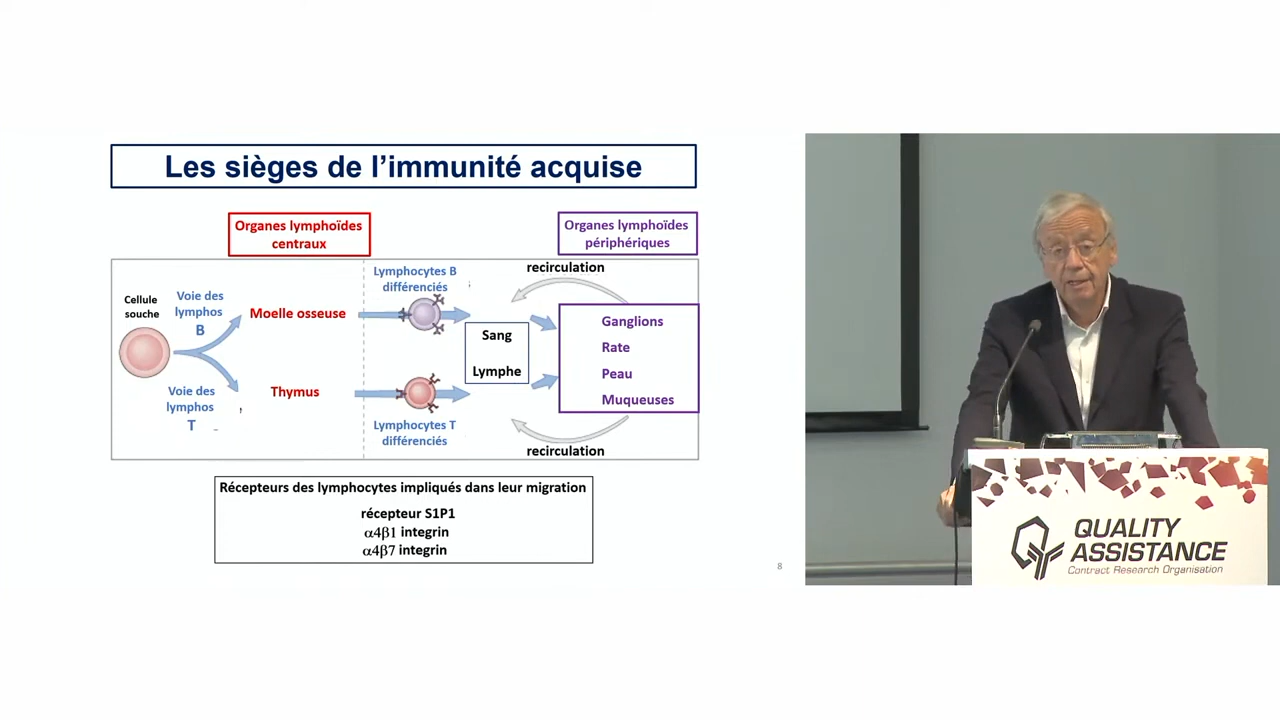 Les sièges de l'immunité acquise
Organes lymphoïdes
centraux
Organes lymphoïdes
périphériques
Cellule
souche
Voie des
lymphos
B
Voie des
lymphos
T
Moelle osseuse
Thymus
Lymphocytes B
différenciés
Lymphocytes T
différenciés
Sang
Lymphe
recirculation
Ganglions
Rate
Peau
Muqueuses
recirculation
Récepteurs des lymphocytes impliqués dans leur migration
récepteur S1P1
α4β1 integrin
α4β7 integrin
8
QUALITY
ASSISTANCE
Contract Research Organisation